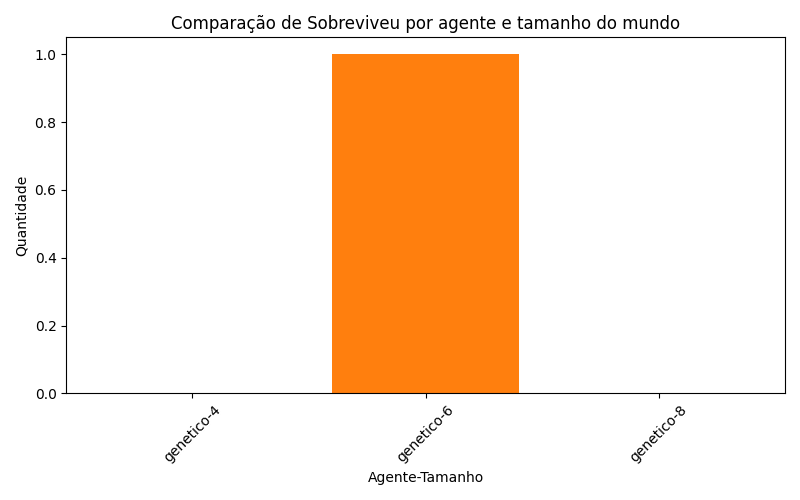 Comparação de Sobreviveu por agente e tamanho do mundo
Quantidade
1.0
0.8
0.6
0.4
0.2
0.0
genetico-4
genetico-6
genetico-8
Agente-Tamanho